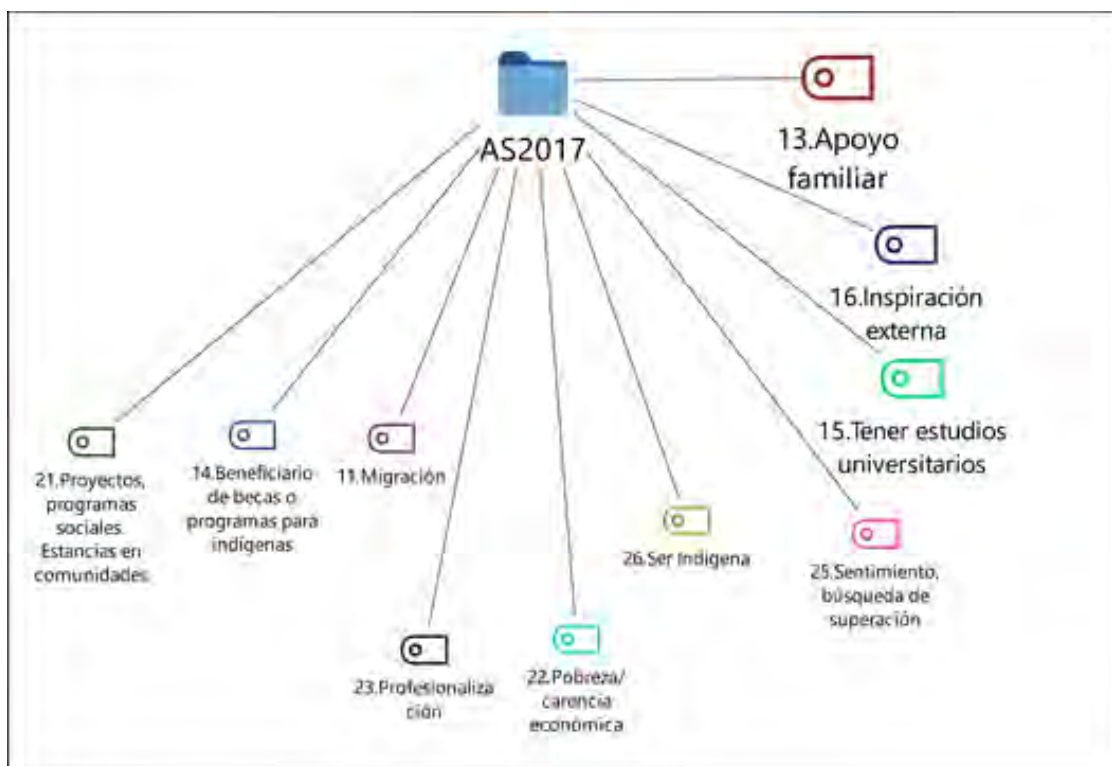 AS2017
13.Apoyo
familiar
16.Inspiración
externa
15.Tener estudios
universitarios
21.Proyectos,
programas
sociales.
Estancias en
comunidades
14.Beneficiario
de becas o
programas para
indígenas
11.Migración
26.Ser Indigena
25.Sentimiento,
búsqueda de
superación
23.Profesionaliza
ción
22.Pobreza/
carencia
económica